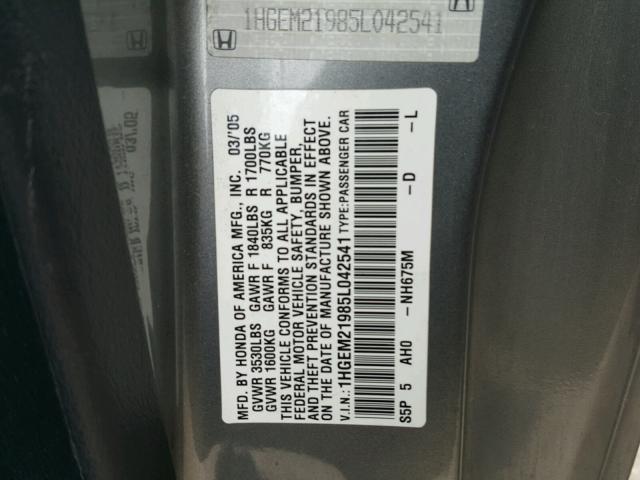 1HGEM21985L042541
MFD. BY HONDA OF AMERICA MFG., INC. 03/'05
GVWR 3530LBS GAWR F 1840LBS R 1700LBS
GVWR 1600KG GAWR F 835KG R 770KG
THIS VEHICLE CONFORMS TO ALL APPLICABLE
FEDERAL MOTOR VEHICLE SAFETY, BUMPER,
AND THEFT PREVENTION STANDARDS IN EFFECT
ON THE DATE OF MANUFACTURE SHOWN ABOVE.
V.I.N.: 1HGEM21985L042541 TYPE: PASSENGER CAR
S5P 5 AH0 -NH675M -D -L